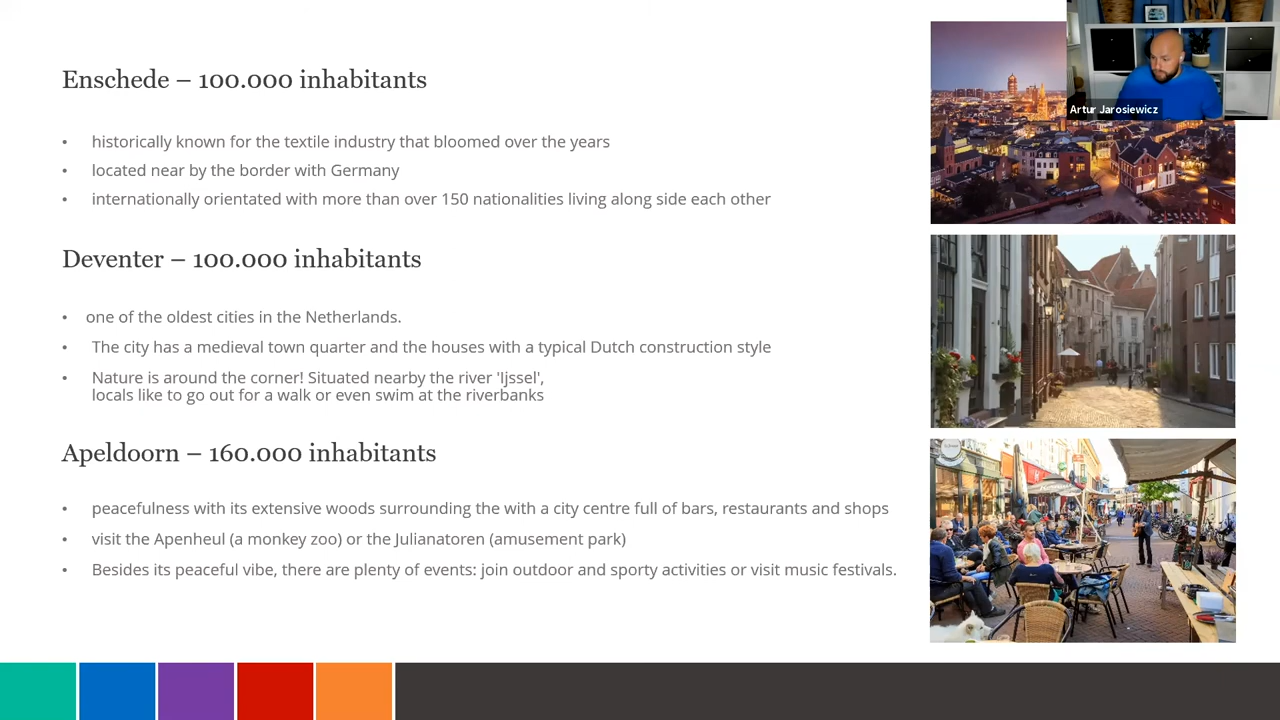 Enschede – 100.000 inhabitants
• historically known for the textile industry that bloomed over the years
• located near by the border with Germany
• internationally orientated with more than over 150 nationalities living along side each other
Deventer – 100.000 inhabitants
• one of the oldest cities in the Netherlands.
• The city has a medieval town quarter and the houses with a typical Dutch construction style
• Nature is around the corner! Situated nearby the river 'Ijssel',
locals like to go out for a walk or even swim at the riverbanks
Apeldoorn – 160.000 inhabitants
• peacefulness with its extensive woods surrounding the with a city centre full of bars, restaurants and shops
• visit the Apenheul (a monkey zoo) or the Julianatoren (amusement park)
• Besides its peaceful vibe, there are plenty of events: join outdoor and sporty activities or visit music festivals.
Artur Jarosiewicz